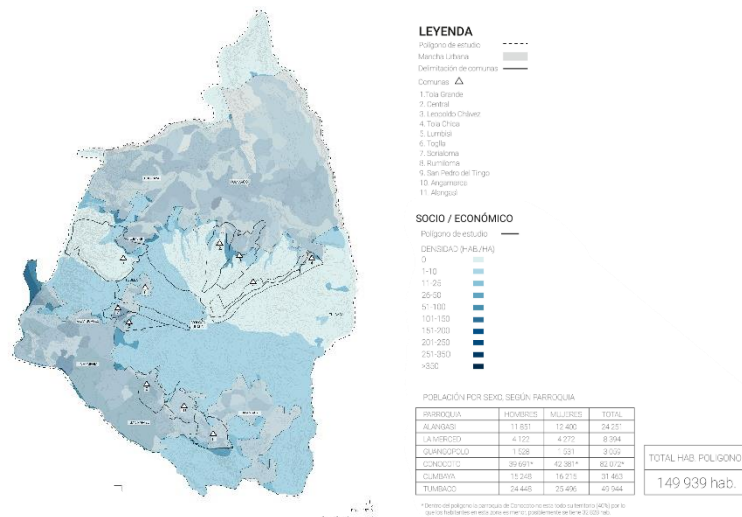 LEYENDA
Polígono de estudio
Mancha Urbana
Delimitación de comunas
Comunas
1. Tola Grande
2. Central
3. Leopoldo Chávez
4. Tola Chica
5. Lumbisí
6. Toglla
7. Soria loma
8. Rumiloma
9. San Pedro del Tingo
10. Angamarca
11. Alangasí
SOCIO / ECONÓMICO
Polígono de estudio
DENSIDAD (HAB./HA)
0
1-10
11-25
26-50
51-100
101-150
151-200
201-250
251-350
>350
POBLACIÓN POR SEXO, SEGÚN PARROQUIA
PARROQUIA HOMBRES MUJERES TOTAL
ALANGASI 11 851 12 400 24 251
LA MERCED 4 122 4 272 8 394
GUANGOPOLO 1 528 1 531 3 059
CONOCOTO 39 691* 42 381* 82 072*
CUMBAYA 15 248 16 215 31 463
TUMBACO 24 448 25 496 49 944
TOTAL HAB. POLIGONO
149 939 hab.